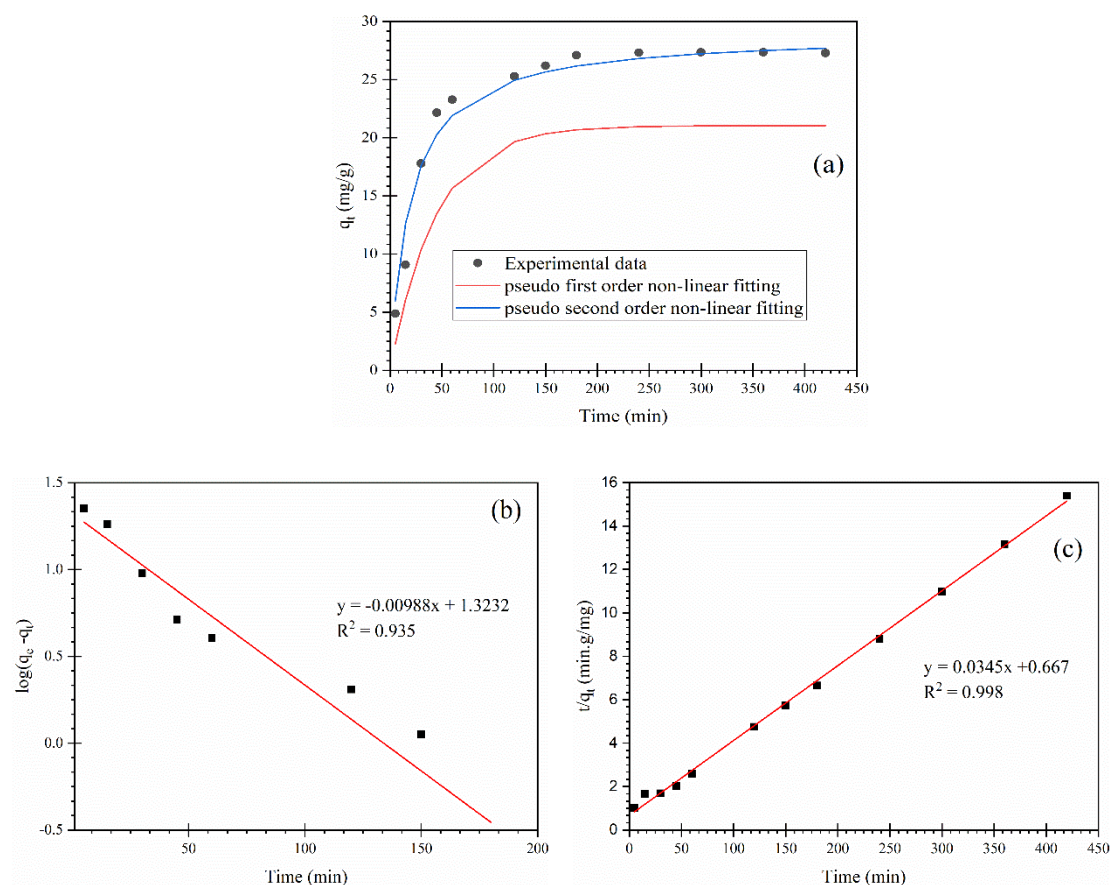 30
25
20
15
10
5
0
q_t (mg/g)
(a)
Experimental data
pseudo first order non-linear fitting
pseudo second order non-linear fitting
0 50 100 150 200 250 300 350 400 450
Time (min)
1.5
1.0
0.5
0.0
-0.5
log(q_e -q_t)
(b)
y = -0.00988x + 1.3232
R² = 0.935
50 100 150 200
Time (min)
16
14
12
10
8
6
4
2
0
t/q_t (min.g/mg)
(c)
y = 0.0345x +0.667
R² = 0.998
0 50 100 150 200 250 300 350 400 450
Time (min)